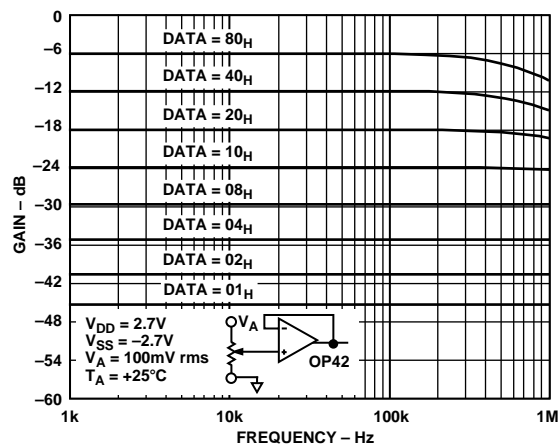 0
–6
–12
–18
–24
–30
–36
–42
–48
–54
–60
GAIN – dB
DATA = 80H
DATA = 40H
DATA = 20H
DATA = 10H
DATA = 08H
DATA = 04H
DATA = 02H
DATA = 01H
VDD = 2.7V
VSS = –2.7V
VA = 100mV rms
TA = +25°C
VA
–
+
OP42
1k
10k
100k
1M
FREQUENCY – Hz